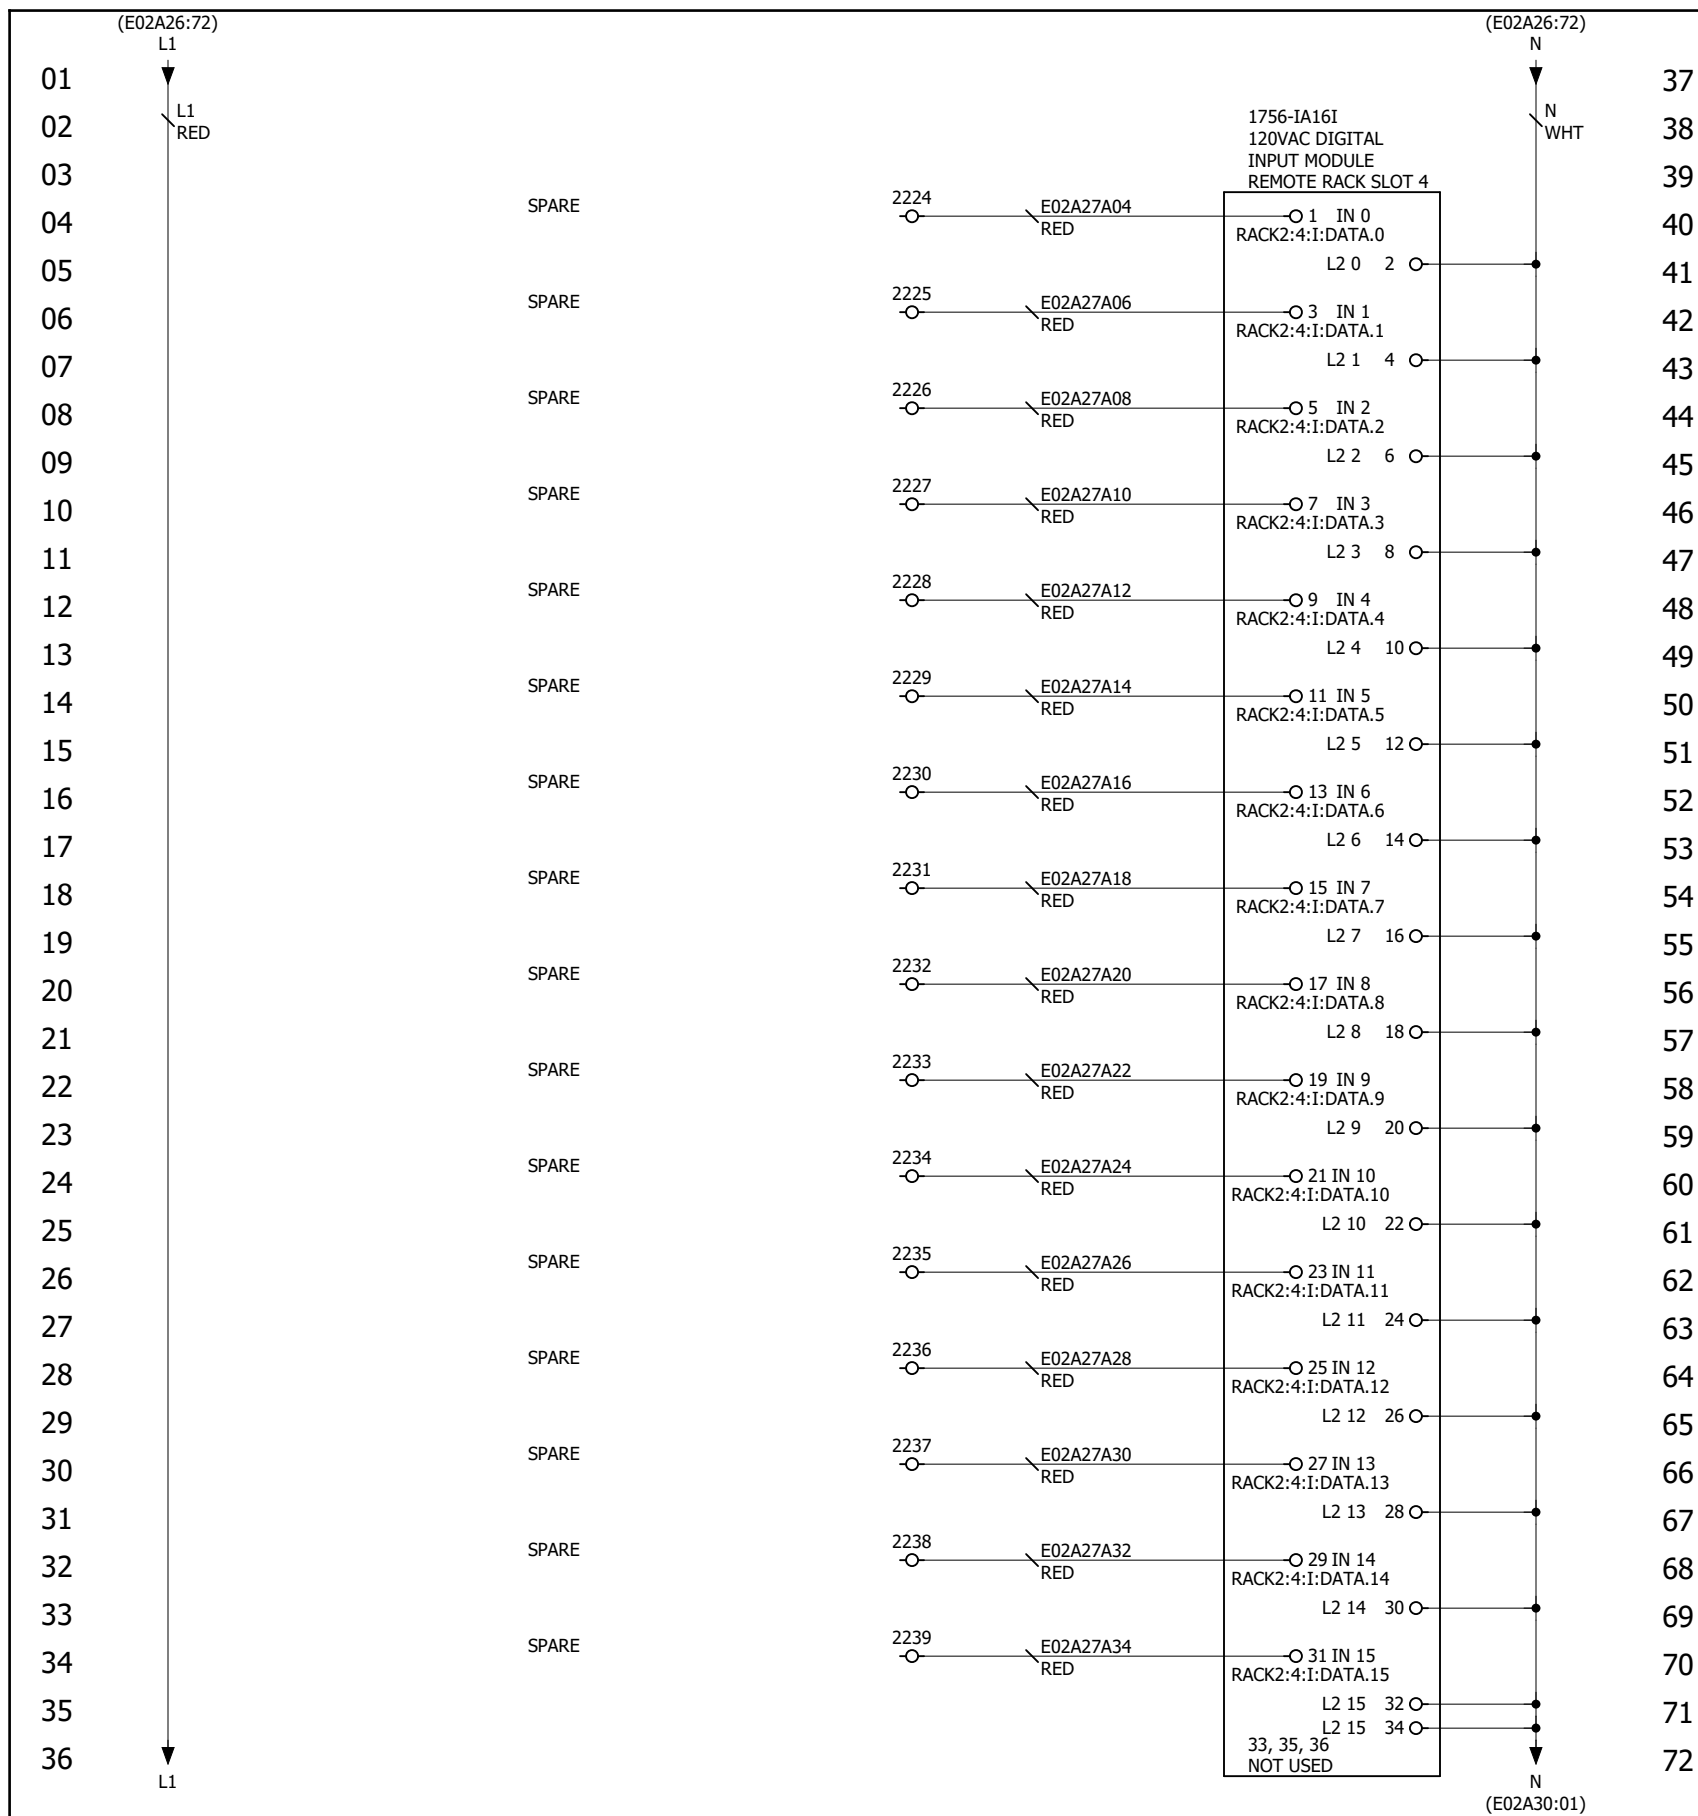 (E02A26:72) (E02A26:72)
L1 N
01 37
L1 N
02 RED 1756-IA16I WHT 38
120VAC DIGITAL
INPUT MODULE
03 REMOTE RACK SLOT 4 39
SPARE 2224 E02A27A04
04 RED 1 IN 0 40
RACK2:4:I:DATA.0
05 L2 0 2 41
SPARE 2225 E02A27A06
06 RED 3 IN 1 42
RACK2:4:I:DATA.1
07 L2 1 4 43
SPARE 2226 E02A27A08
08 RED 5 IN 2 44
RACK2:4:I:DATA.2
09 L2 2 6 45
SPARE 2227 E02A27A10
10 RED 7 IN 3 46
RACK2:4:I:DATA.3
11 L2 3 8 47
SPARE 2228 E02A27A12
12 RED 9 IN 4 48
RACK2:4:I:DATA.4
13 L2 4 10 49
SPARE 2229 E02A27A14
14 RED 11 IN 5 50
RACK2:4:I:DATA.5
15 L2 5 12 51
SPARE 2230 E02A27A16
16 RED 13 IN 6 52
RACK2:4:I:DATA.6
17 L2 6 14 53
SPARE 2231 E02A27A18
18 RED 15 IN 7 54
RACK2:4:I:DATA.7
19 L2 7 16 55
SPARE 2232 E02A27A20
20 RED 17 IN 8 56
RACK2:4:I:DATA.8
21 L2 8 18 57
SPARE 2233 E02A27A22
22 RED 19 IN 9 58
RACK2:4:I:DATA.9
23 L2 9 20 59
SPARE 2234 E02A27A24
24 RED 21 IN 10 60
RACK2:4:I:DATA.10
25 L2 10 22 61
SPARE 2235 E02A27A26
26 RED 23 IN 11 62
RACK2:4:I:DATA.11
27 L2 11 24 63
SPARE 2236 E02A27A28
28 RED 25 IN 12 64
RACK2:4:I:DATA.12
29 L2 12 26 65
SPARE 2237 E02A27A30
30 RED 27 IN 13 66
RACK2:4:I:DATA.13
31 L2 13 28 67
SPARE 2238 E02A27A32
32 RED 29 IN 14 68
RACK2:4:I:DATA.14
33 L2 14 30 69
SPARE 2239 E02A27A34
34 RED 31 IN 15 70
RACK2:4:I:DATA.15
35 L2 15 32 71
L2 15 34
33, 35, 36
36 NOT USED 72
L1 N
(E02A30:01)